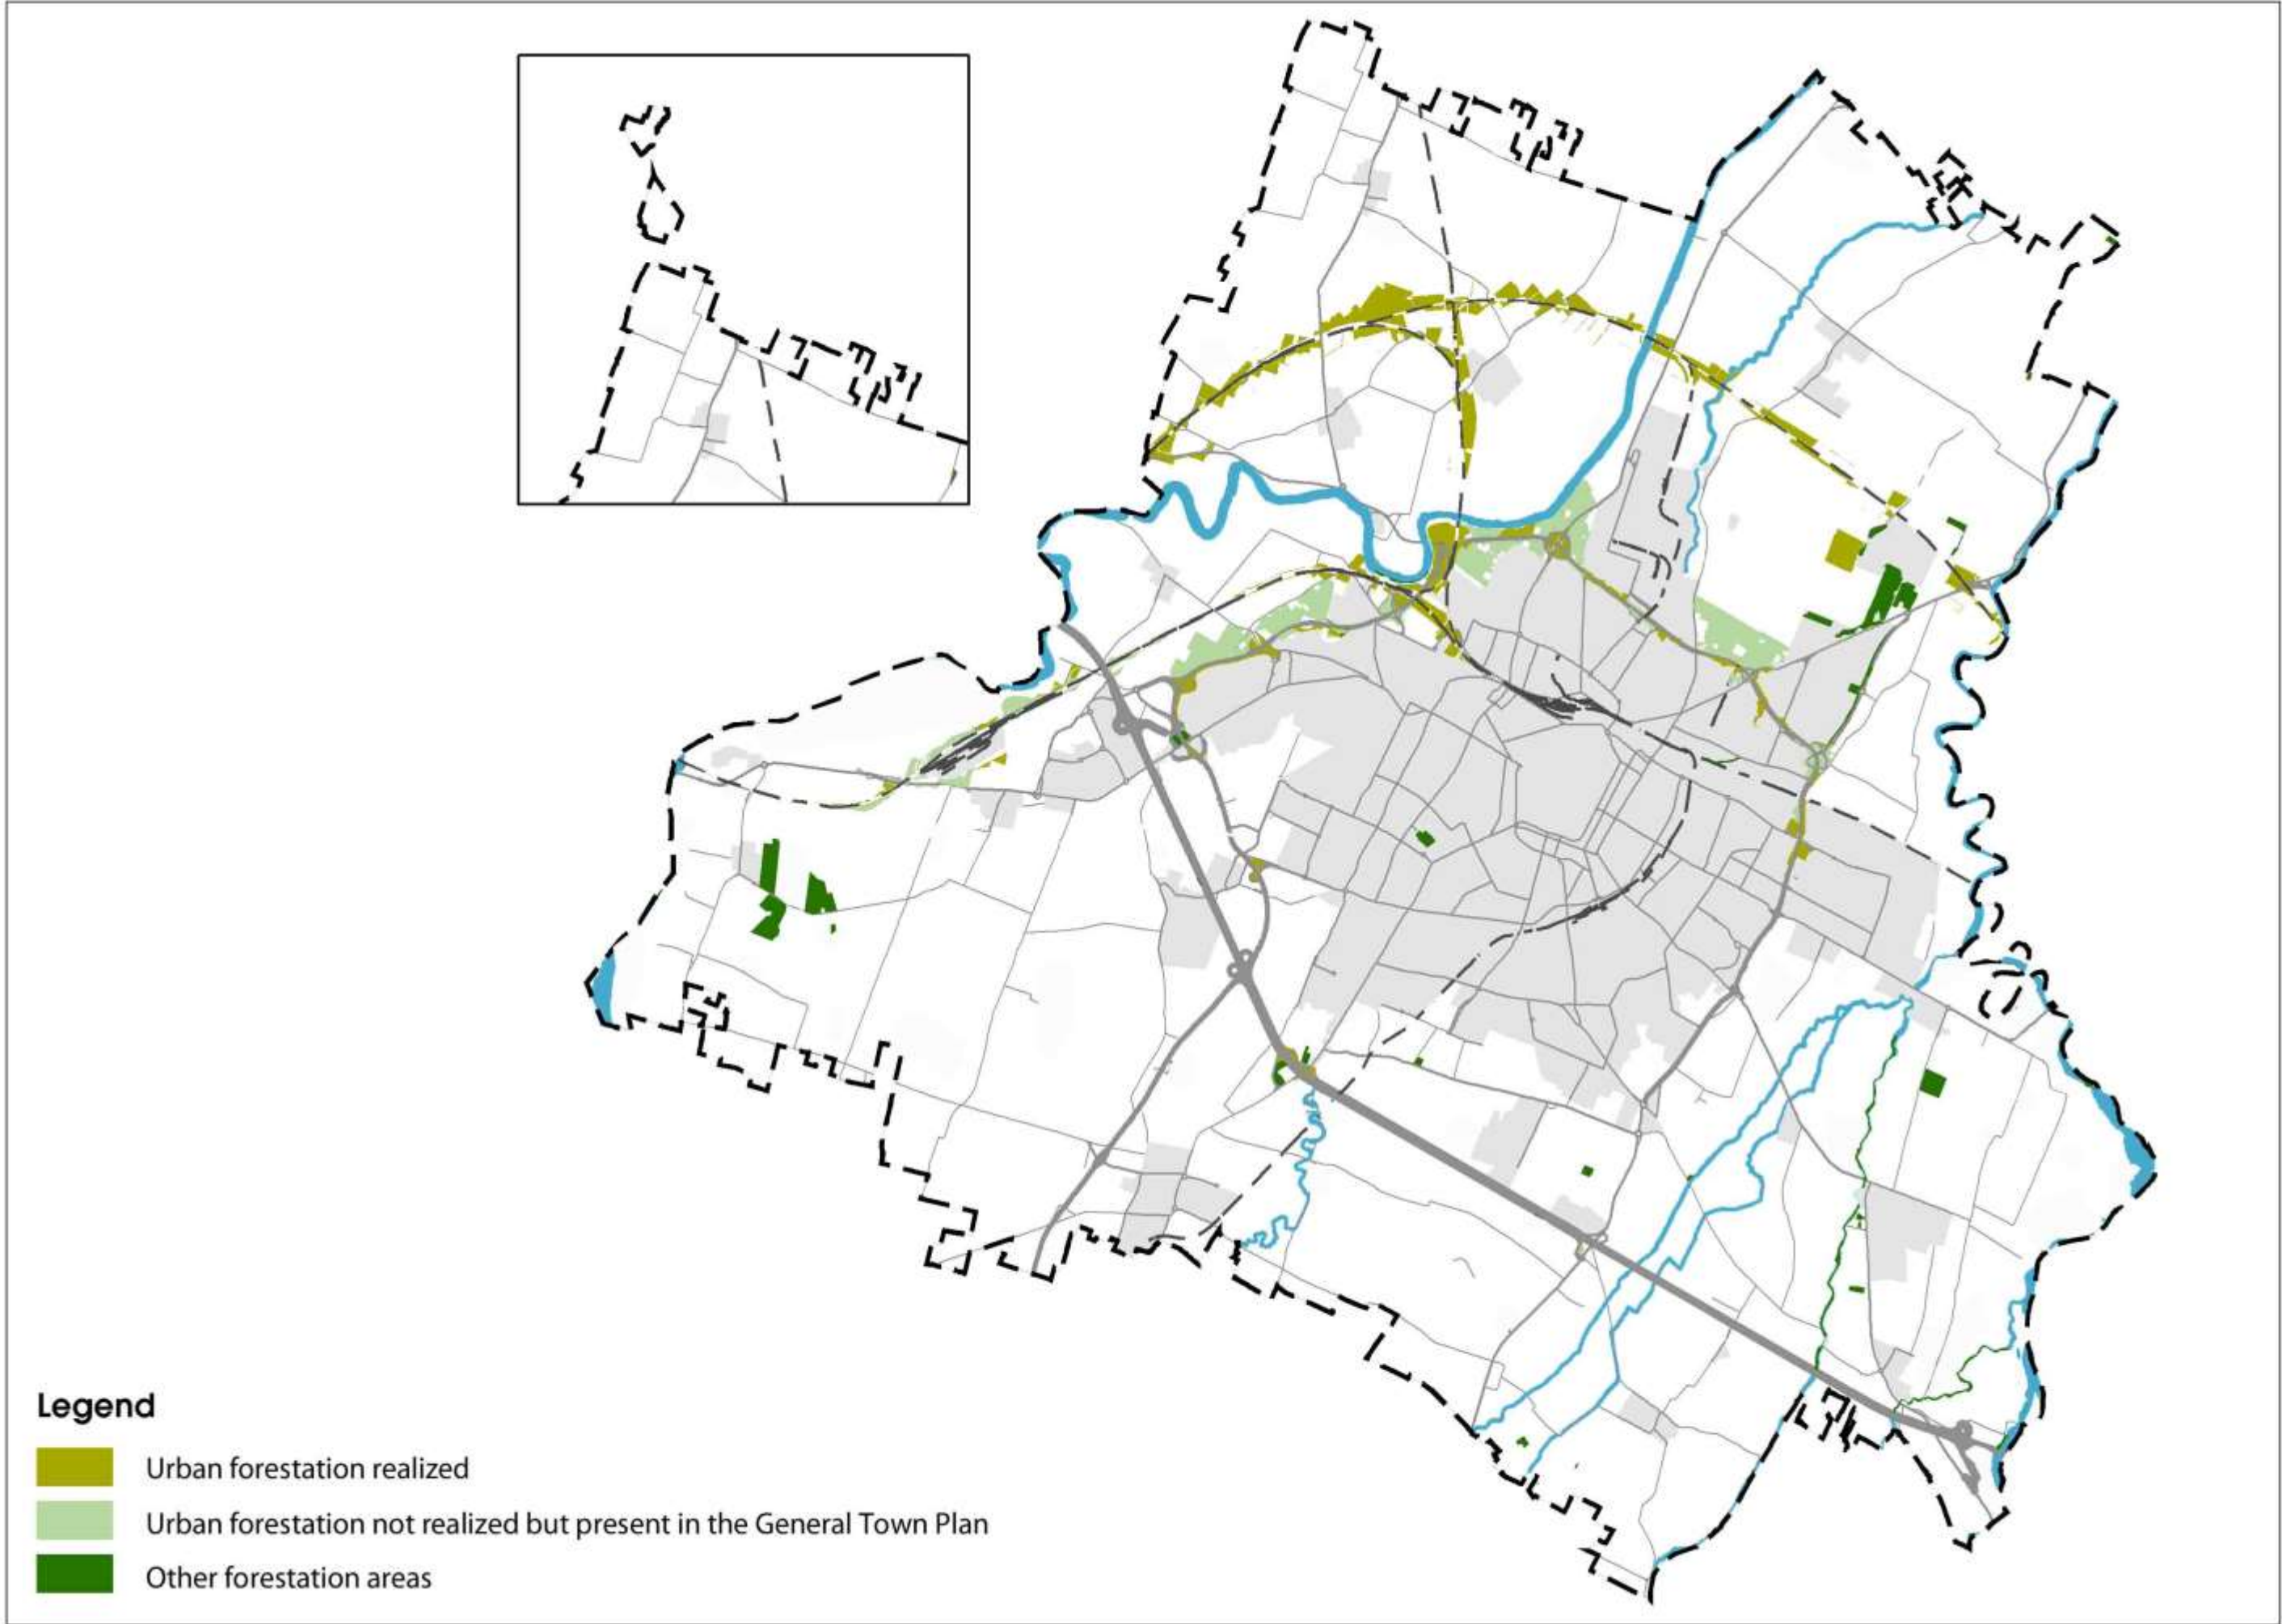 Legend
Urban forestation realized
Urban forestation not realized but present in the General Town Plan
Other forestation areas